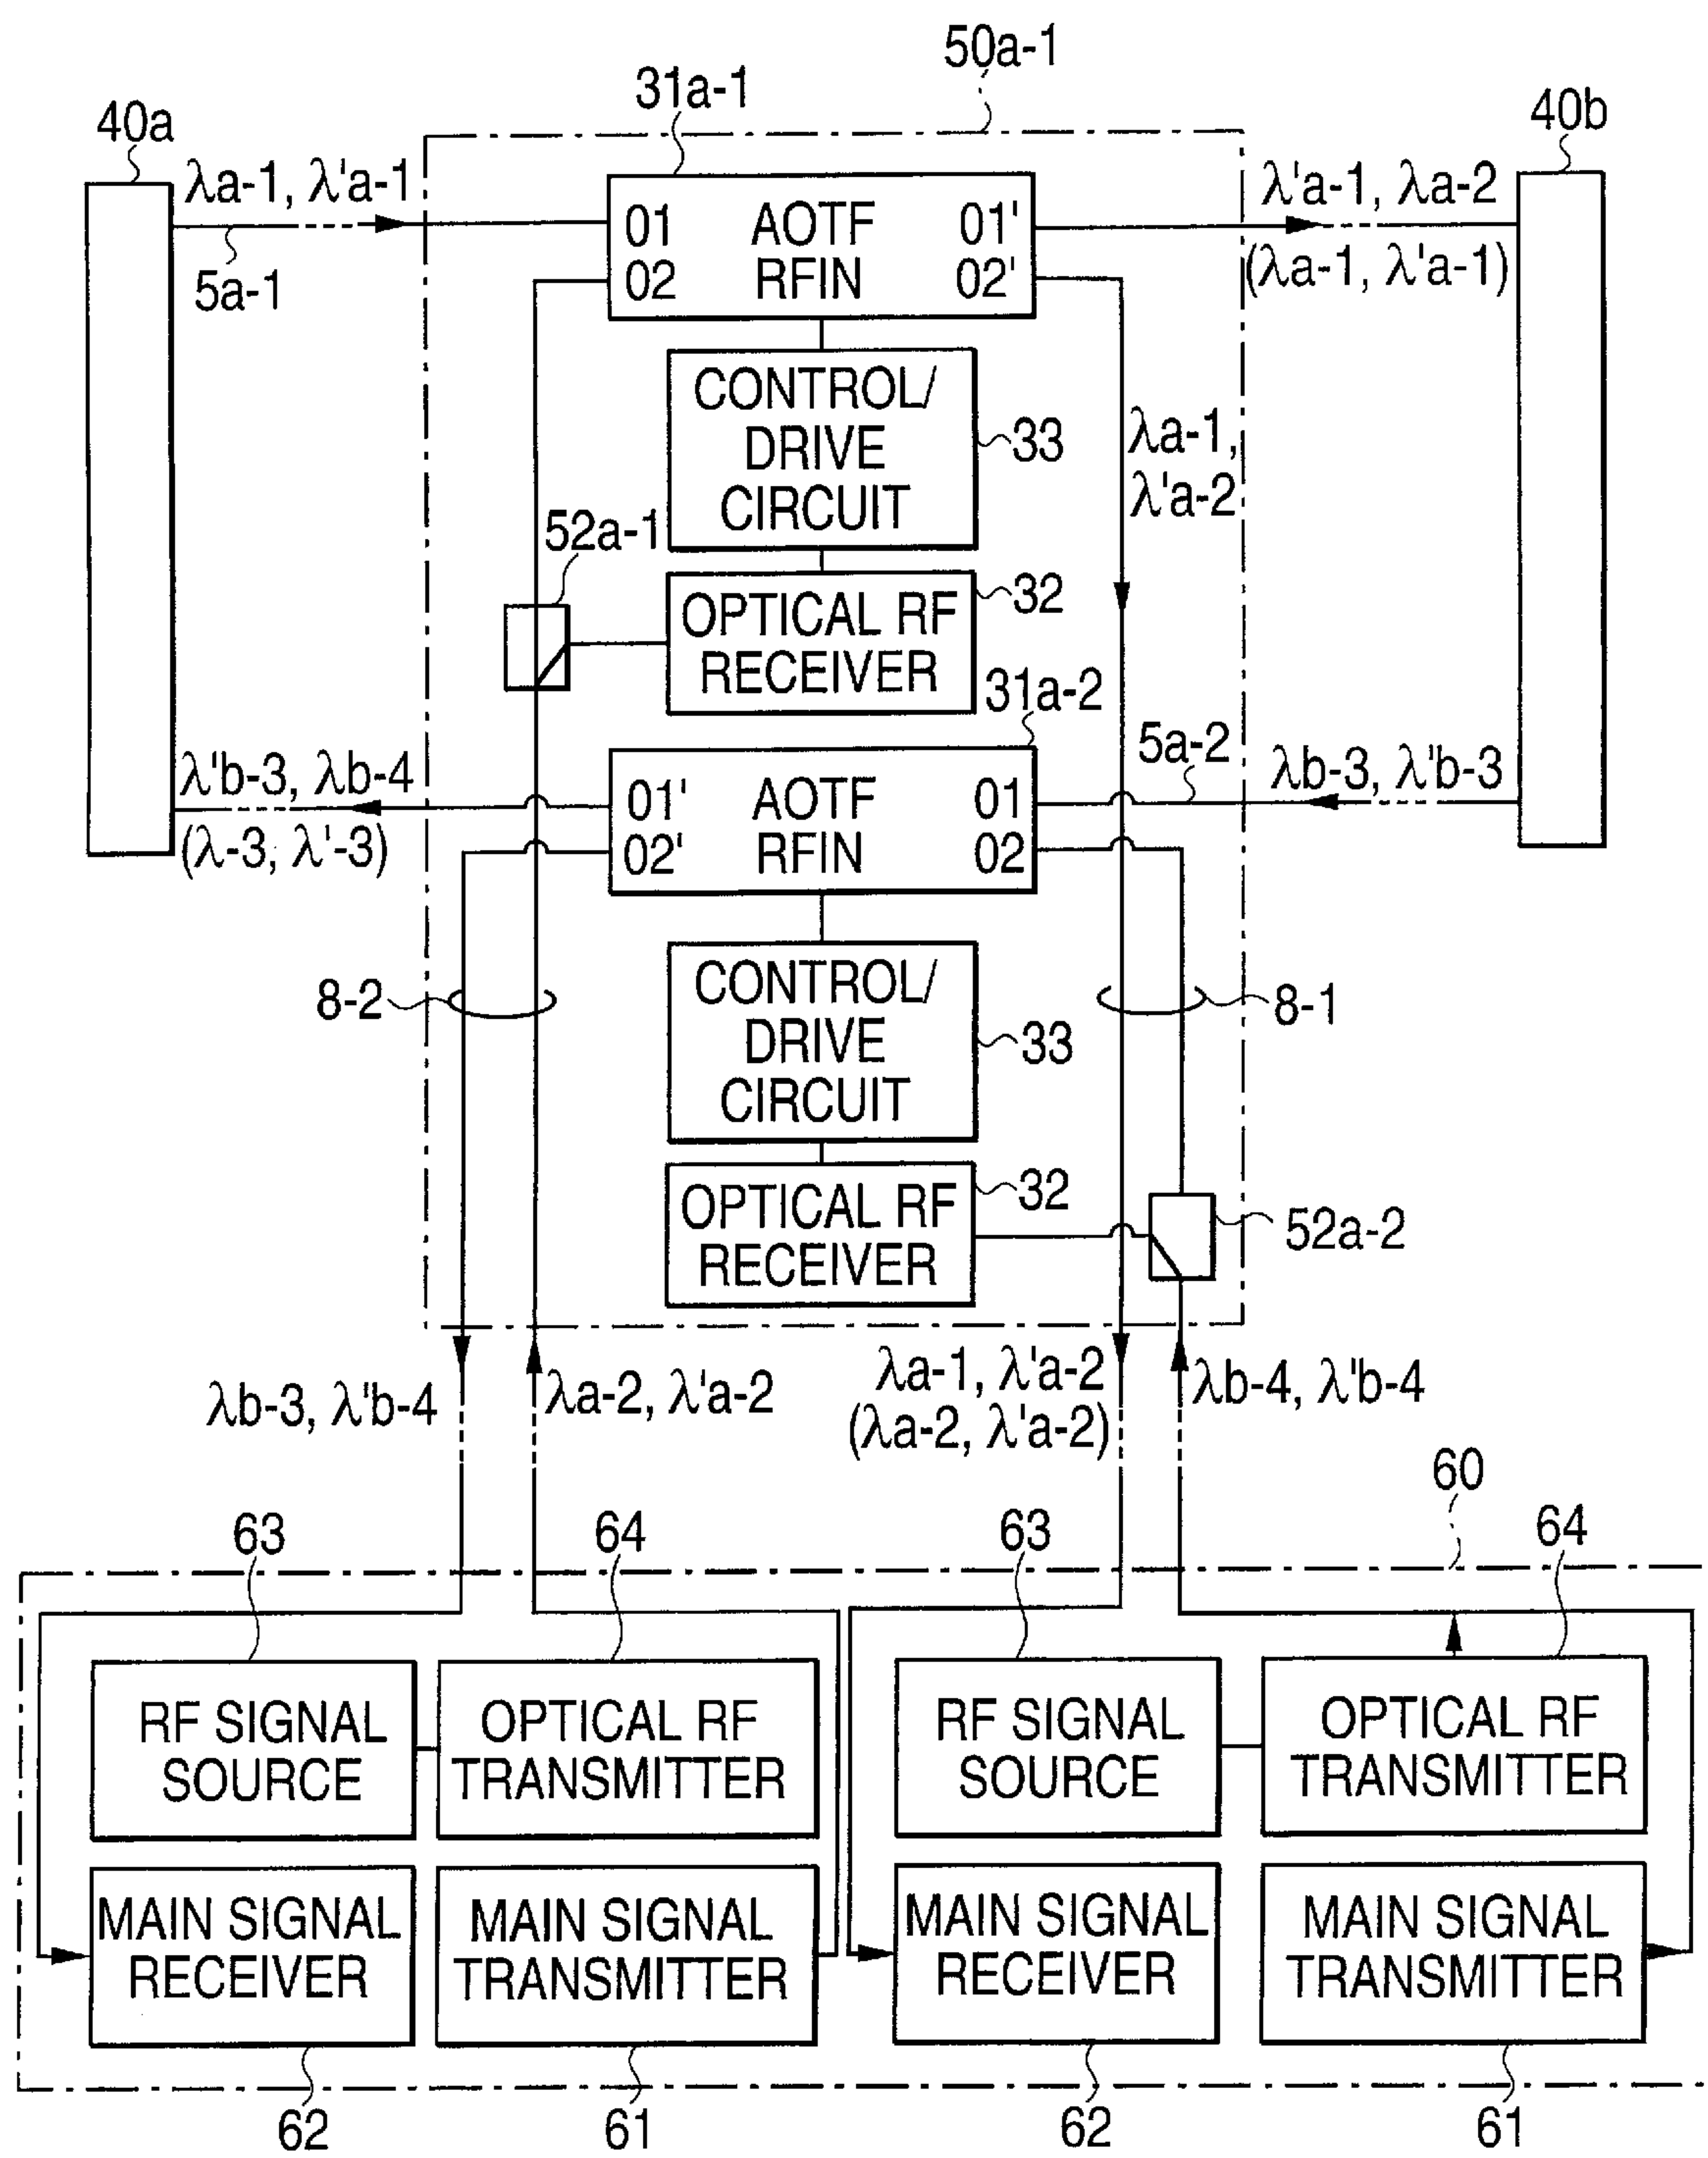 50a-1
31a-1
40a
40b
λa-1, λ'a-1
λ'a-1, λa-2
01 AOTF 01'
02 RFIN 02'
5a-1
(λa-1, λ'a-1)
CONTROL/
DRIVE
CIRCUIT
33
λa-1,
λ'a-2
52a-1
OPTICAL RF
RECEIVER
32
31a-2
5a-2
λ'b-3, λb-4
λb-3, λ'b-3
01' AOTF 01
02' RFIN 02
(λ-3, λ'-3)
8-2
CONTROL/
DRIVE
CIRCUIT
33
8-1
OPTICAL RF
RECEIVER
32
52a-2
λb-3, λ'b-4
λa-2, λ'a-2
λa-1, λ'a-2
(λa-2, λ'a-2)
λb-4, λ'b-4
60
63
64
63
64
RF SIGNAL
SOURCE
OPTICAL RF
TRANSMITTER
RF SIGNAL
SOURCE
OPTICAL RF
TRANSMITTER
MAIN SIGNAL
RECEIVER
MAIN SIGNAL
TRANSMITTER
MAIN SIGNAL
RECEIVER
MAIN SIGNAL
TRANSMITTER
62
61
62
61